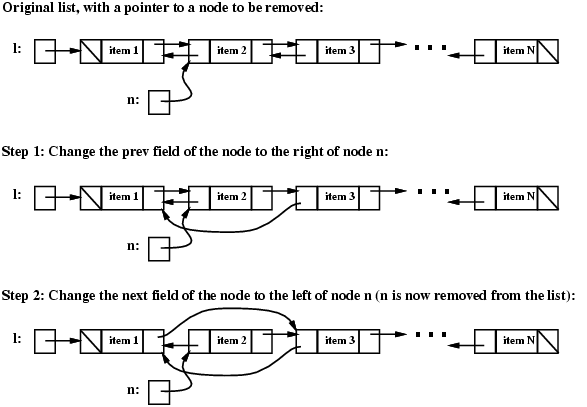 Original list, with a pointer to a node to be removed:
l: item 1 item 2 item 3 item N
n:
Step 1: Change the prev field of the node to the right of node n:
l: item 1 item 2 item 3 item N
n:
Step 2: Change the next field of the node to the left of node n (n is now removed from the list):
l: item 1 item 2 item 3 item N
n: